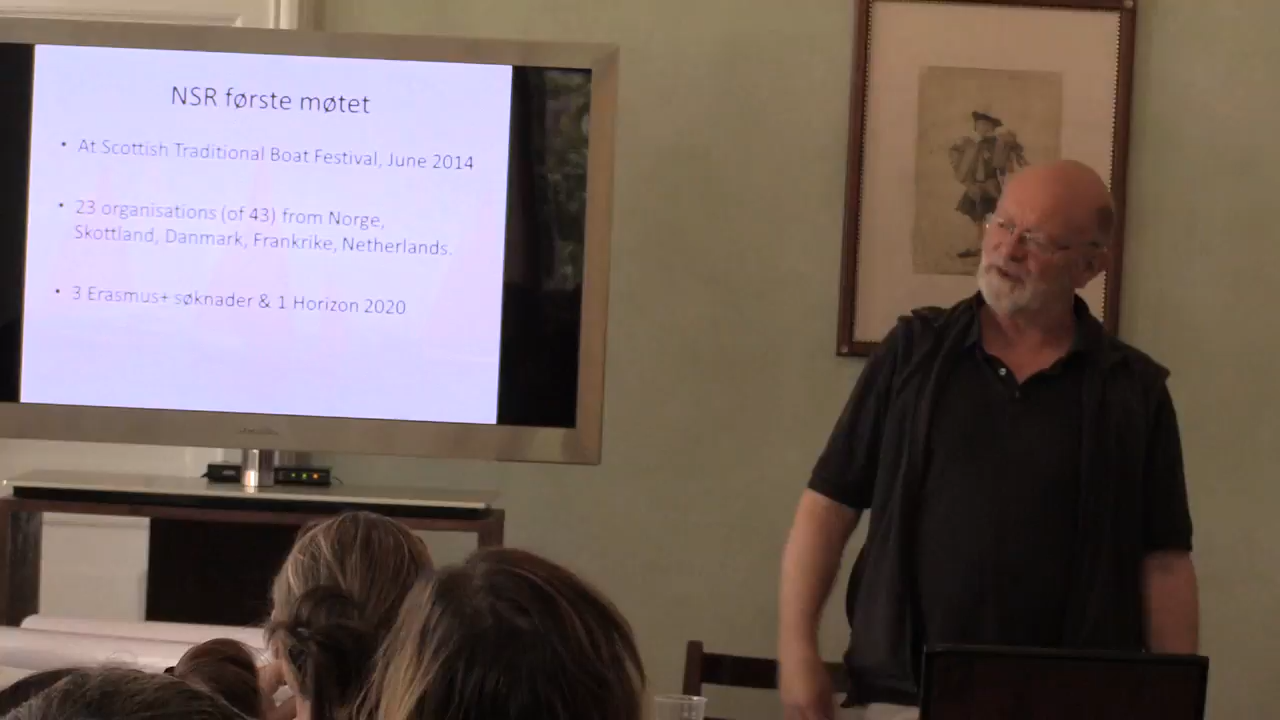 NSR første møtet
• At Scottish Traditional Boat Festival, June 2014
• 23 organisations (of 43) from Norge,
Skottland, Danmark, Frankrike, Netherlands.
• 3 Erasmus+ søknader & 1 Horizon 2020